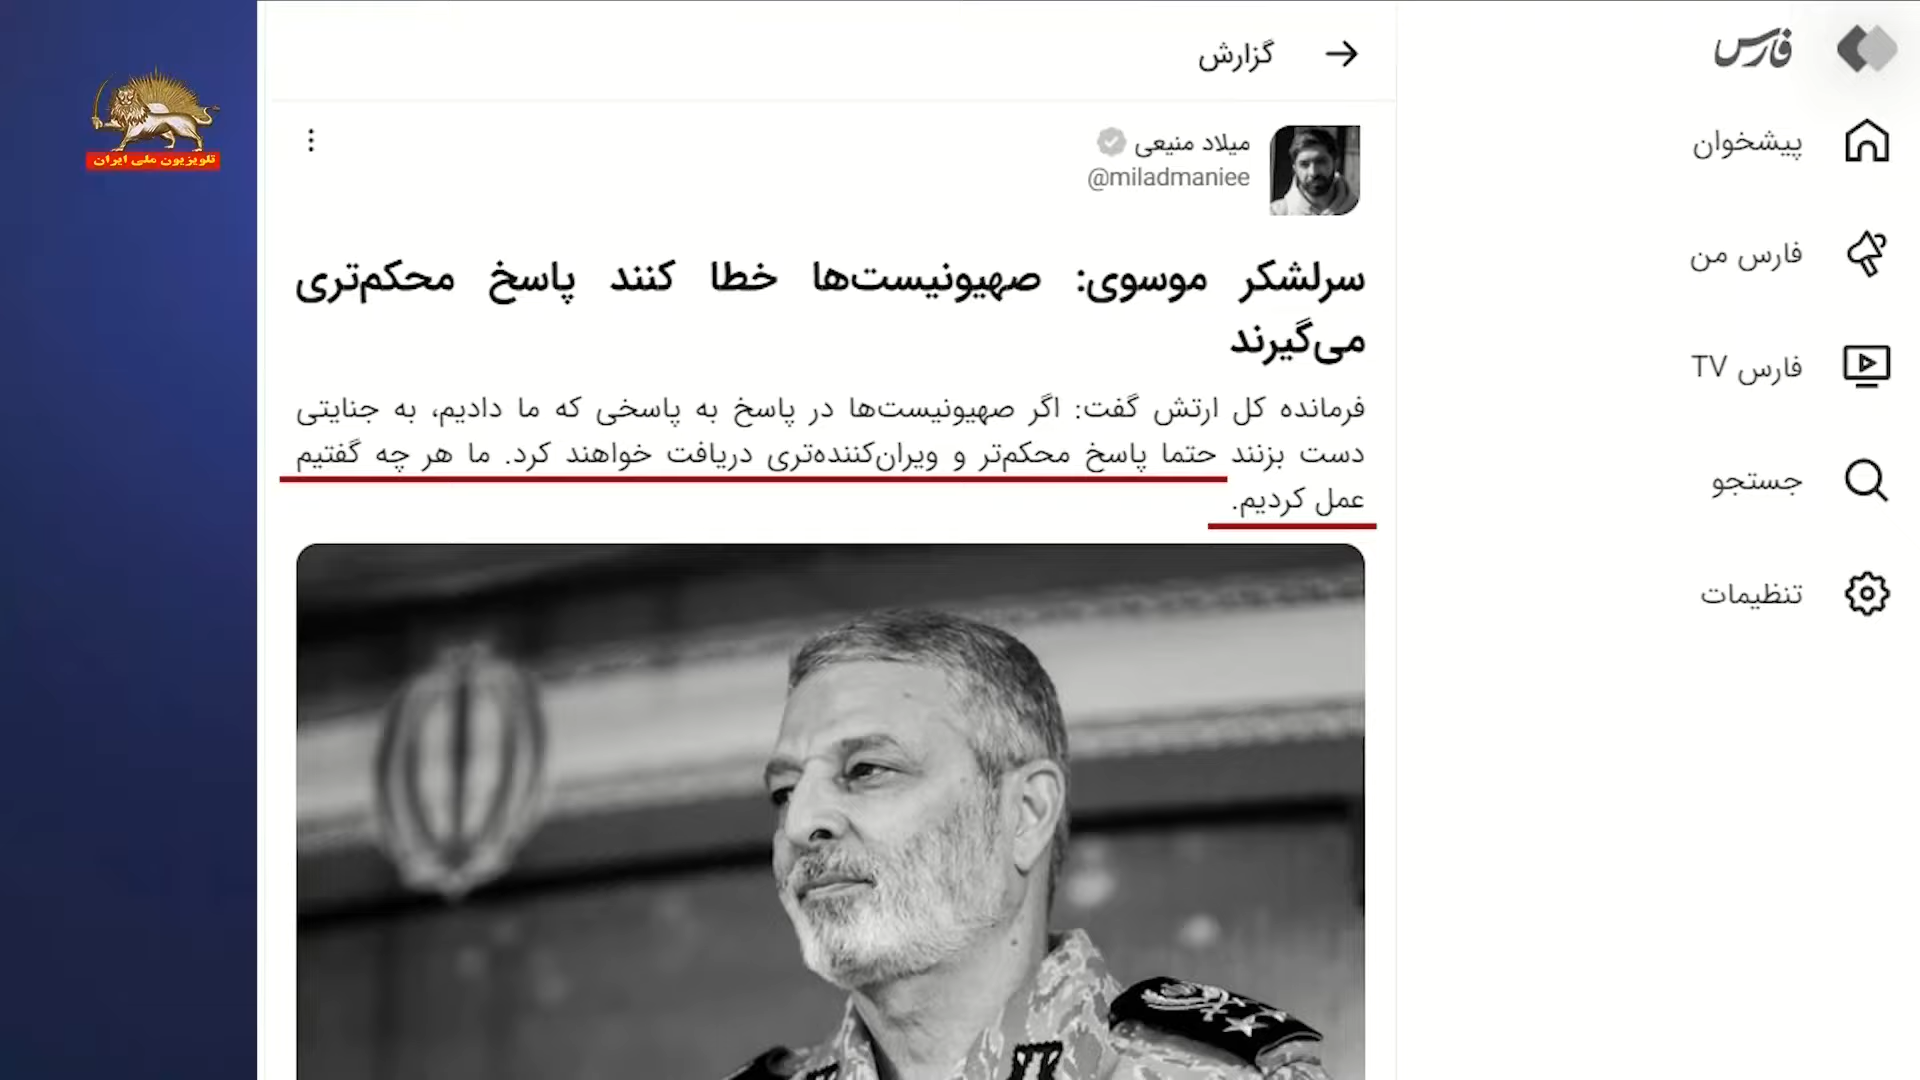 تلویزیون ملی ایران
گزارش
میلاد منیعی
@miladmaniee
سرلشکر موسوی: صهیونیست‌ها خطا کنند پاسخ محکم‌تری
می‌گیرند
فرمانده کل ارتش گفت: اگر صهیونیست‌ها در پاسخ به پاسخی که ما دادیم، به جنایتی
دست بزنند حتما پاسخ محکم‌تر و ویران‌کننده‌تری دریافت خواهند کرد. ما هر چه گفتیم
عمل کردیم.
فارس
پیشخوان
فارس من
فارس TV
جستجو
تنظیمات